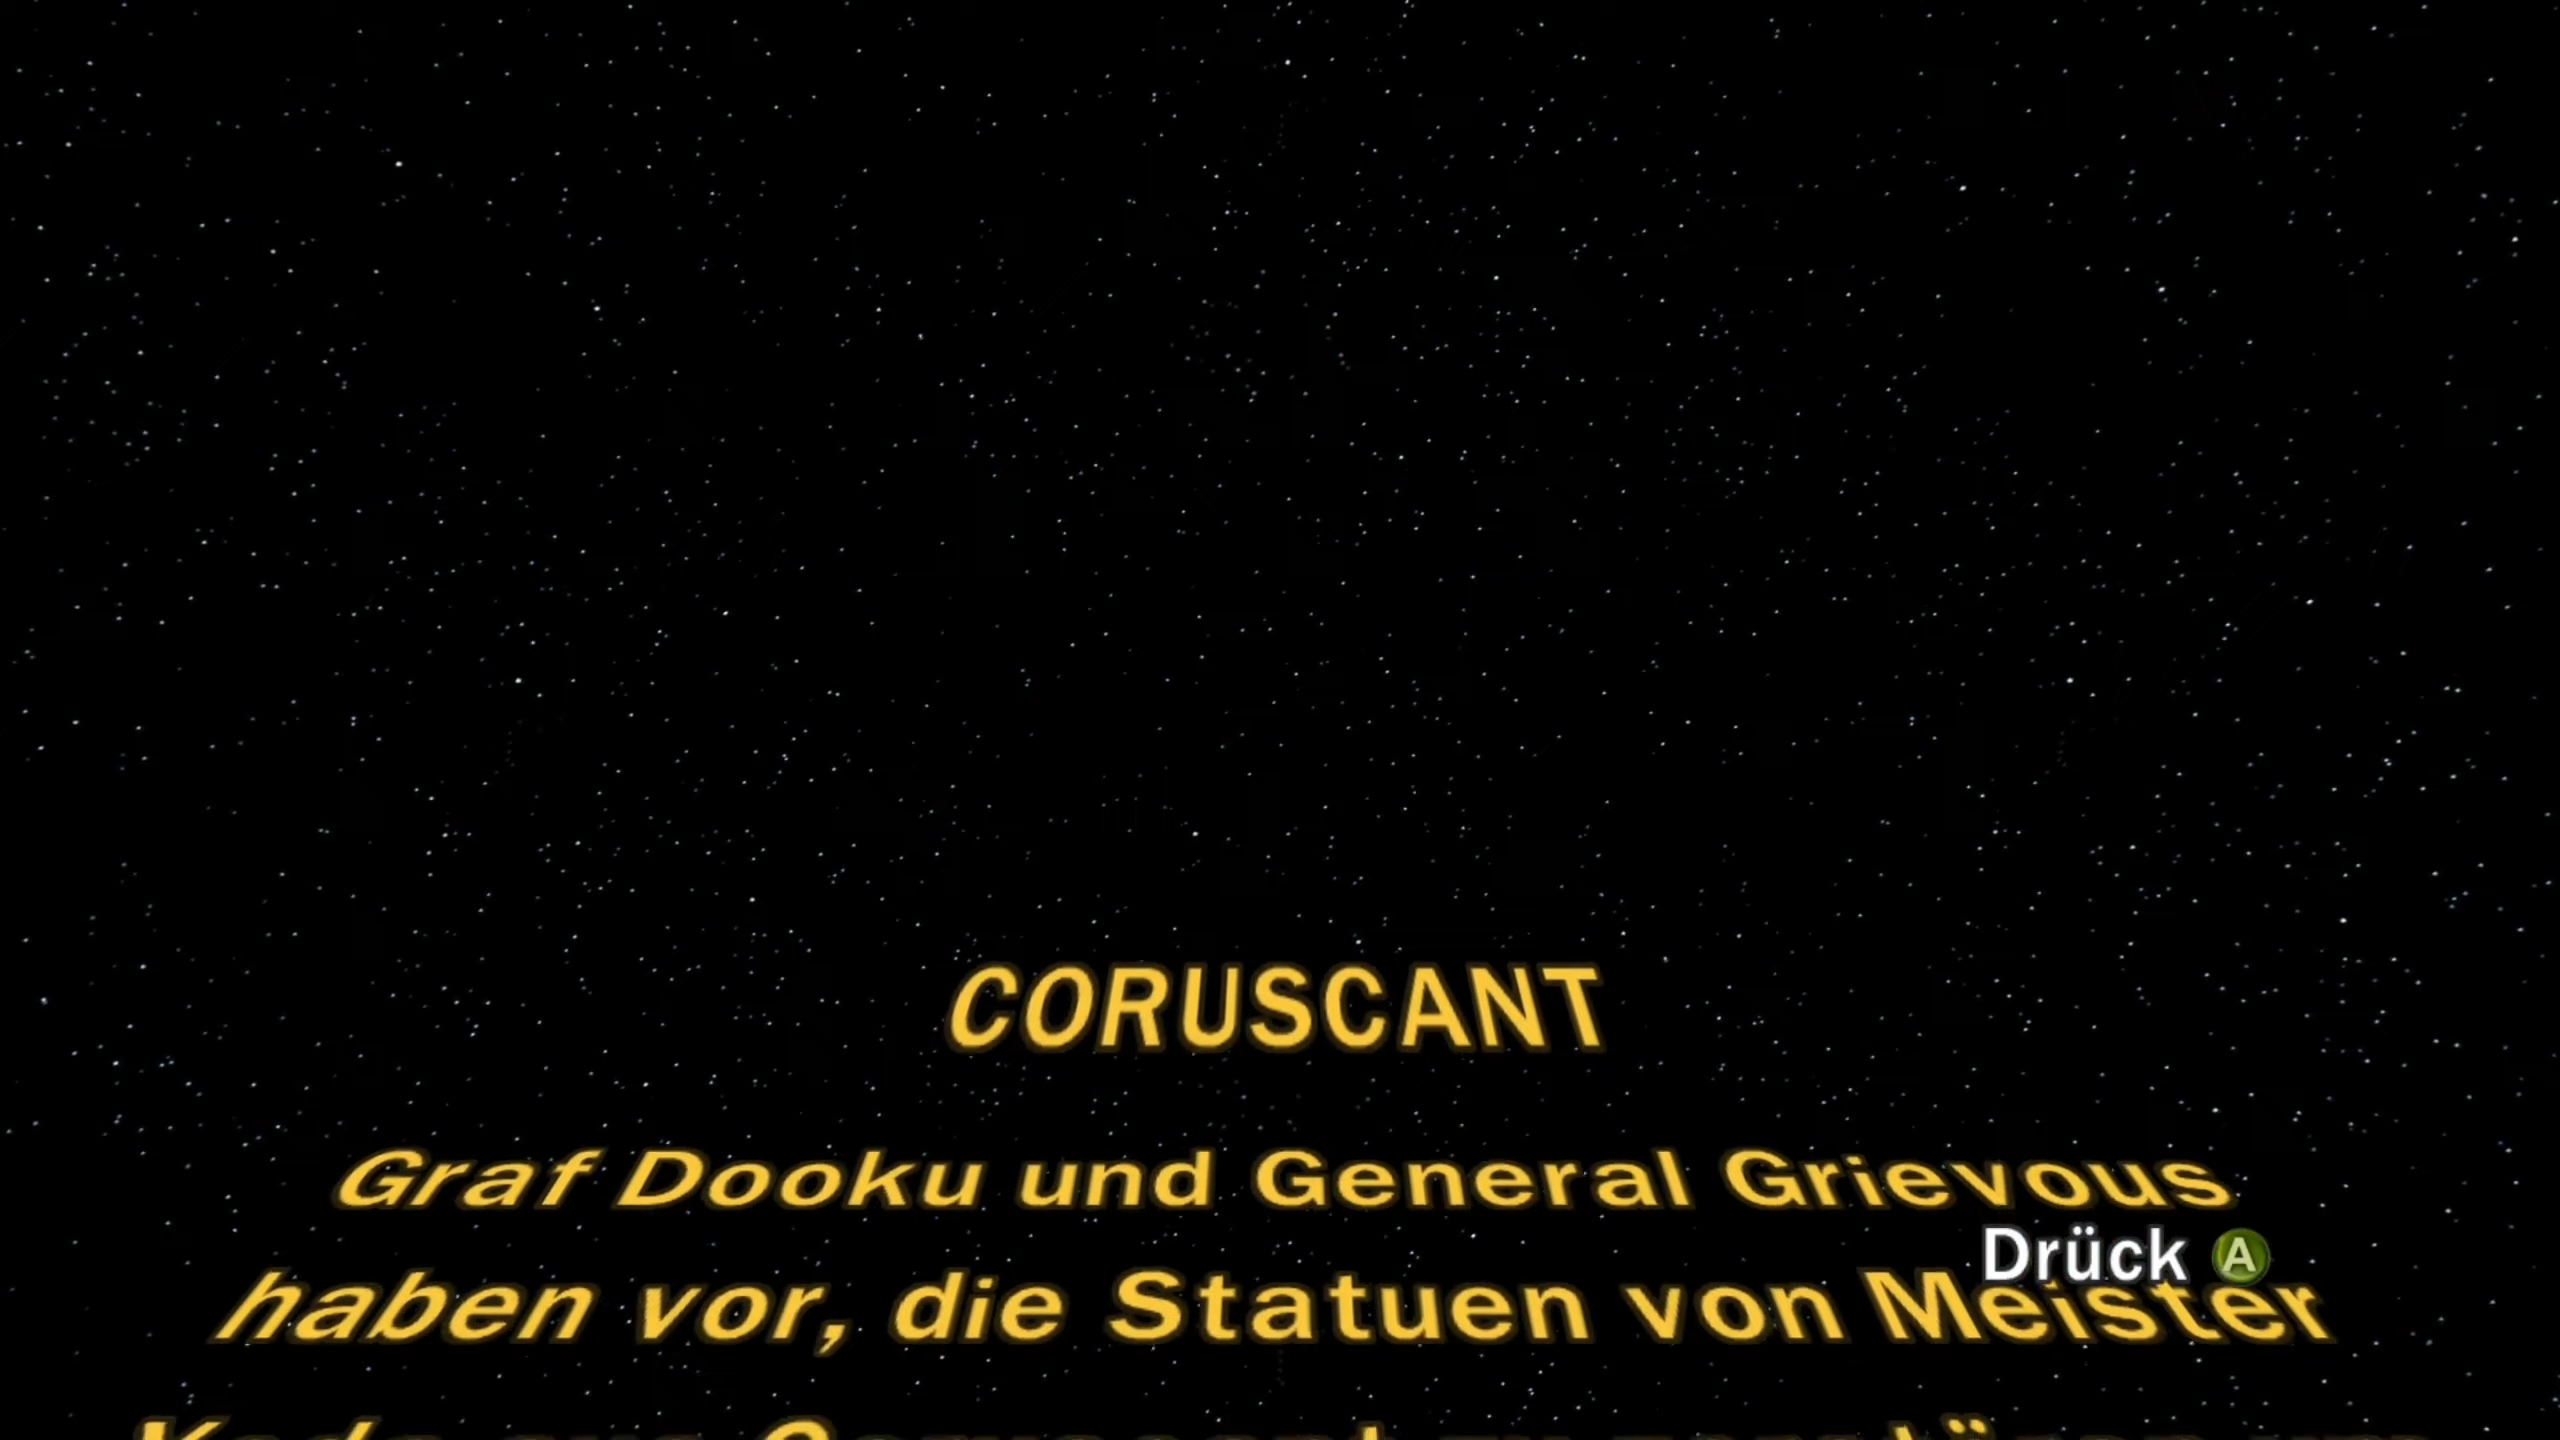 CORUSCANT
Graf Dooku und General Grievous
Drück A
haben vor, die Statuen von Meister